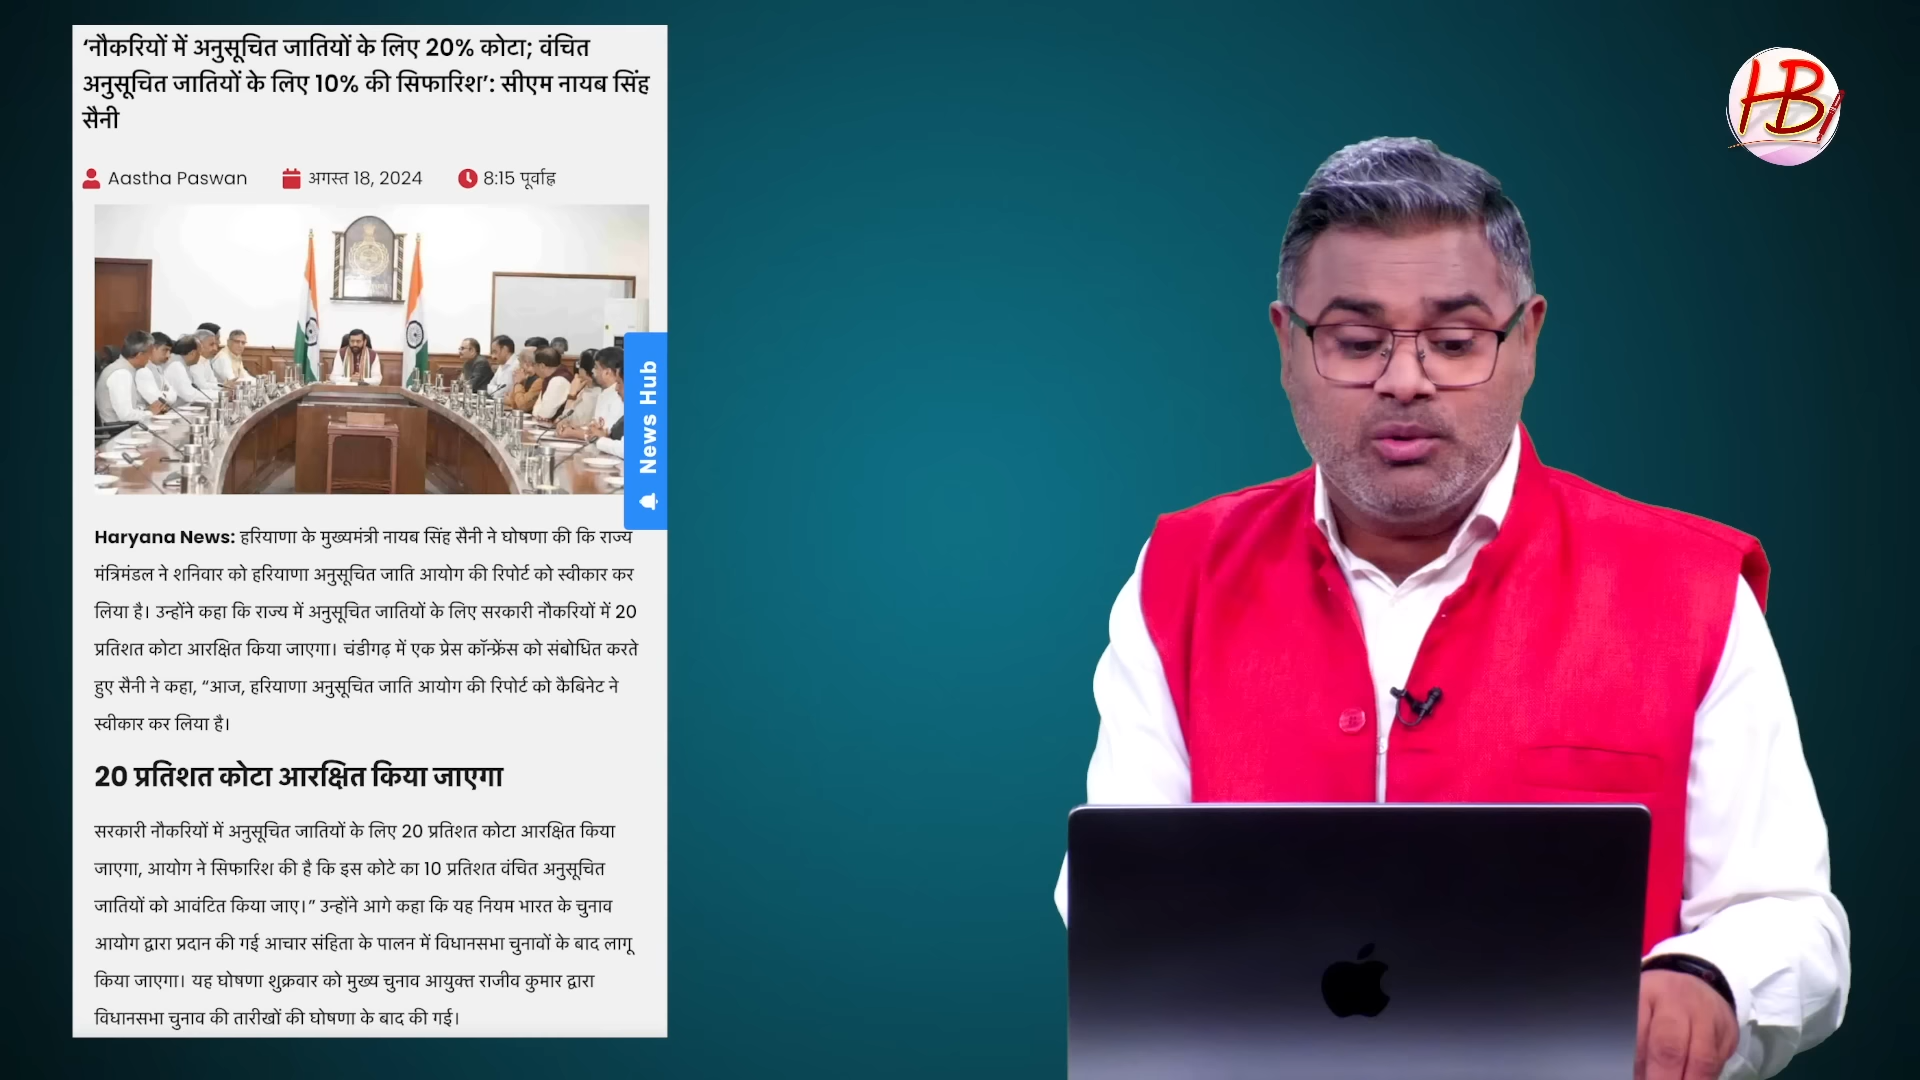 ‘नौकरियों में अनुसूचित जातियों के लिए 20% कोटा; वंचित
अनुसूचित जातियों के लिए 10% की सिफारिश’: सीएम नायब सिंह
सैनी
Aastha Paswan अगस्त 18, 2024 8:15 पूर्वाह्न
News Hub
Haryana News: हरियाणा के मुख्यमंत्री नायब सिंह सैनी ने घोषणा की कि राज्य
मंत्रिमंडल ने शनिवार को हरियाणा अनुसूचित जाति आयोग की रिपोर्ट को स्वीकार कर
लिया है। उन्होंने कहा कि राज्य में अनुसूचित जातियों के लिए सरकारी नौकरियों में 20
प्रतिशत कोटा आरक्षित किया जाएगा। चंडीगढ़ में एक प्रेस कॉन्फ्रेंस को संबोधित करते
हुए सैनी ने कहा, “आज, हरियाणा अनुसूचित जाति आयोग की रिपोर्ट को कैबिनेट ने
स्वीकार कर लिया है।
20 प्रतिशत कोटा आरक्षित किया जाएगा
सरकारी नौकरियों में अनुसूचित जातियों के लिए 20 प्रतिशत कोटा आरक्षित किया
जाएगा, आयोग ने सिफारिश की है कि इस कोटे का 10 प्रतिशत वंचित अनुसूचित
जातियों को आवंटित किया जाए।” उन्होंने आगे कहा कि यह नियम भारत के चुनाव
आयोग द्वारा प्रदान की गई आचार संहिता के पालन में विधानसभा चुनावों के बाद लागू
किया जाएगा। यह घोषणा शुक्रवार को मुख्य चुनाव आयुक्त राजीव कुमार द्वारा
विधानसभा चुनाव की तारीखों की घोषणा के बाद की गई।
HB